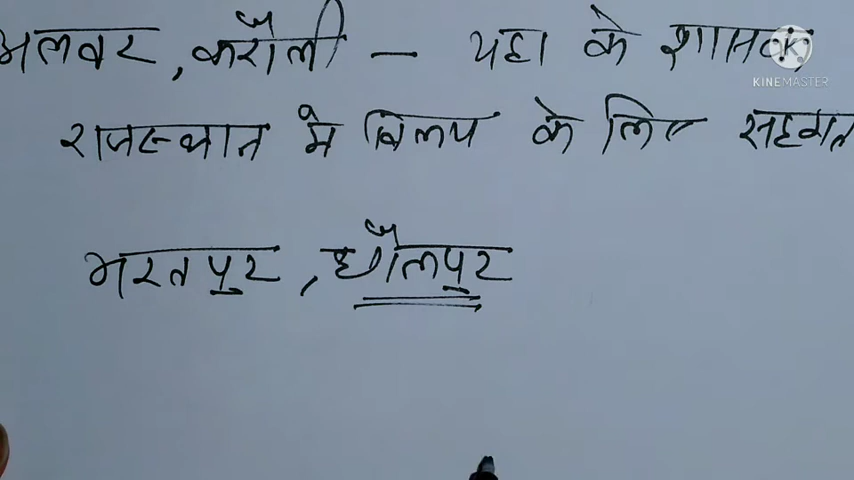 अलवर, करौली — यहा के शासक
राजस्थान मे विलय के लिए सहमत
भरतपुर, धौलपुर
KINEMASTER